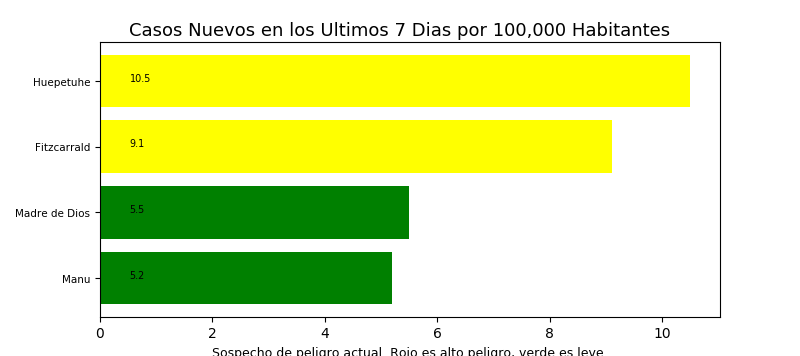 Casos Nuevos en los Ultimos 7 Dias por 100,000 Habitantes
Huepetuhe 10.5
Fitzcarrald 9.1
Madre de Dios 5.5
Manu 5.2
0 2 4 6 8 10
Sospecho de peligro actual. Rojo es alto peligro, verde es leve